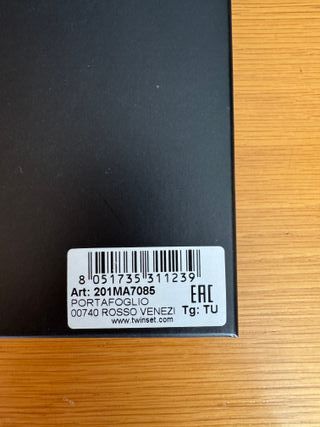 8 051735 311239
Art: 201MA7085
PORTAFOGLIO
00740 ROSSO VENEZI
www.twinset.com
EAC
Tg: TU